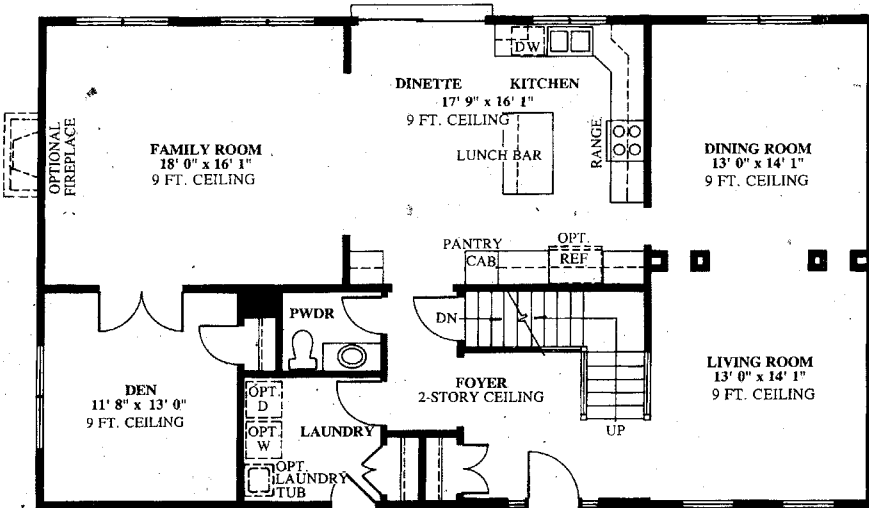 DW
DINETTE KITCHEN
17' 9" x 16' 1"
9 FT. CEILING
LUNCH BAR
RANGE
OPTIONAL
FIREPLACE
FAMILY ROOM
18' 0" x 16' 1"
9 FT. CEILING
DINING ROOM
13' 0" x 14' 1"
9 FT. CEILING
PANTRY
CAB
OPT.
REF
PWDR
DN
UP
DEN
11' 8" x 13' 0"
9 FT. CEILING
FOYER
2-STORY CEILING
LIVING ROOM
13' 0" x 14' 1"
9 FT. CEILING
OPT.
D
OPT.
W
LAUNDRY
OPT.
LAUNDRY
TUB